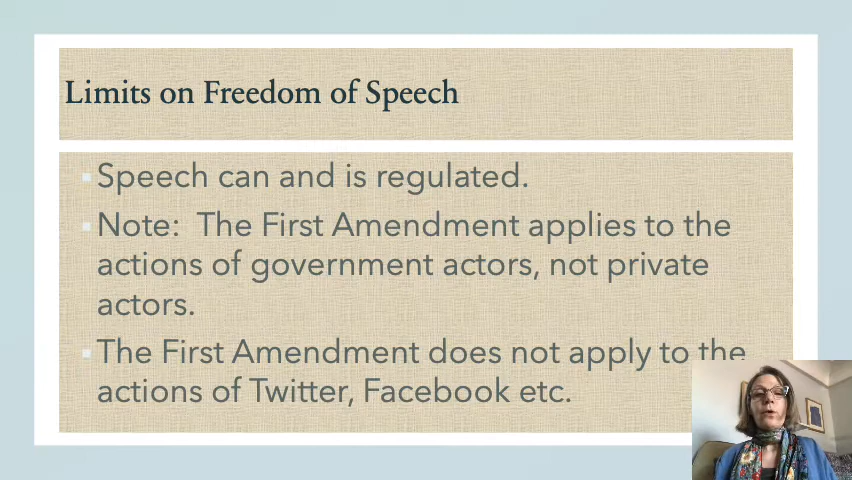 Limits on Freedom of Speech
Speech can and is regulated.
Note: The First Amendment applies to the
actions of government actors, not private
actors.
The First Amendment does not apply to the
actions of Twitter, Facebook etc.